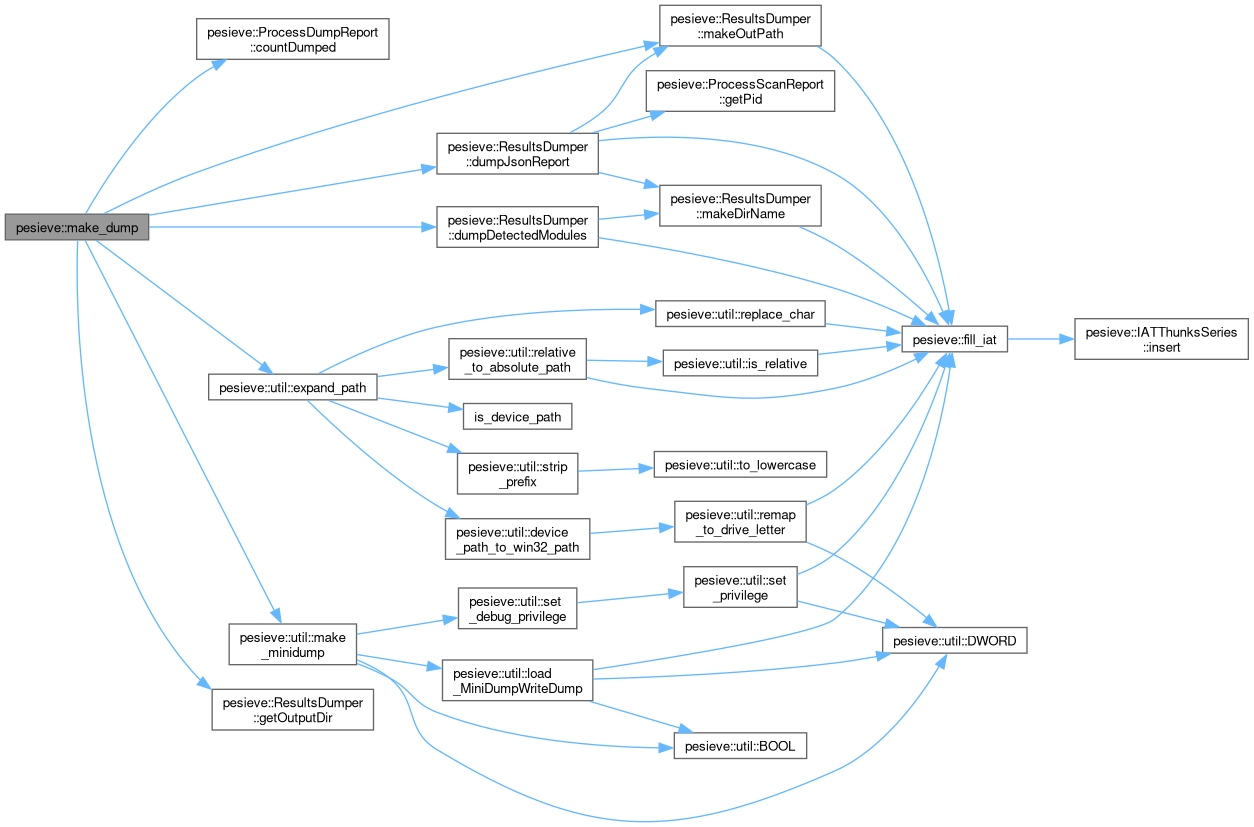 pesieve::ResultsDumper
::makeOutPath
pesieve::ProcessDumpReport
::countDumped
pesieve::ProcessScanReport
::getPid
pesieve::ResultsDumper
::dumpJsonReport
pesieve::ResultsDumper
::makeDirName
pesieve::make_dump
pesieve::ResultsDumper
::dumpDetectedModules
pesieve::util::replace_char
pesieve::fill_iat
pesieve::IATThunksSeries
::insert
pesieve::util::relative
_to_absolute_path
pesieve::util::is_relative
pesieve::util::expand_path
is_device_path
pesieve::util::strip
_prefix
pesieve::util::to_lowercase
pesieve::util::device
_path_to_win32_path
pesieve::util::remap
_to_drive_letter
pesieve::util::set
_privilege
pesieve::util::set
_debug_privilege
pesieve::util::make
_minidump
pesieve::util::DWORD
pesieve::util::load
_MiniDumpWriteDump
pesieve::ResultsDumper
::getOutputDir
pesieve::util::BOOL